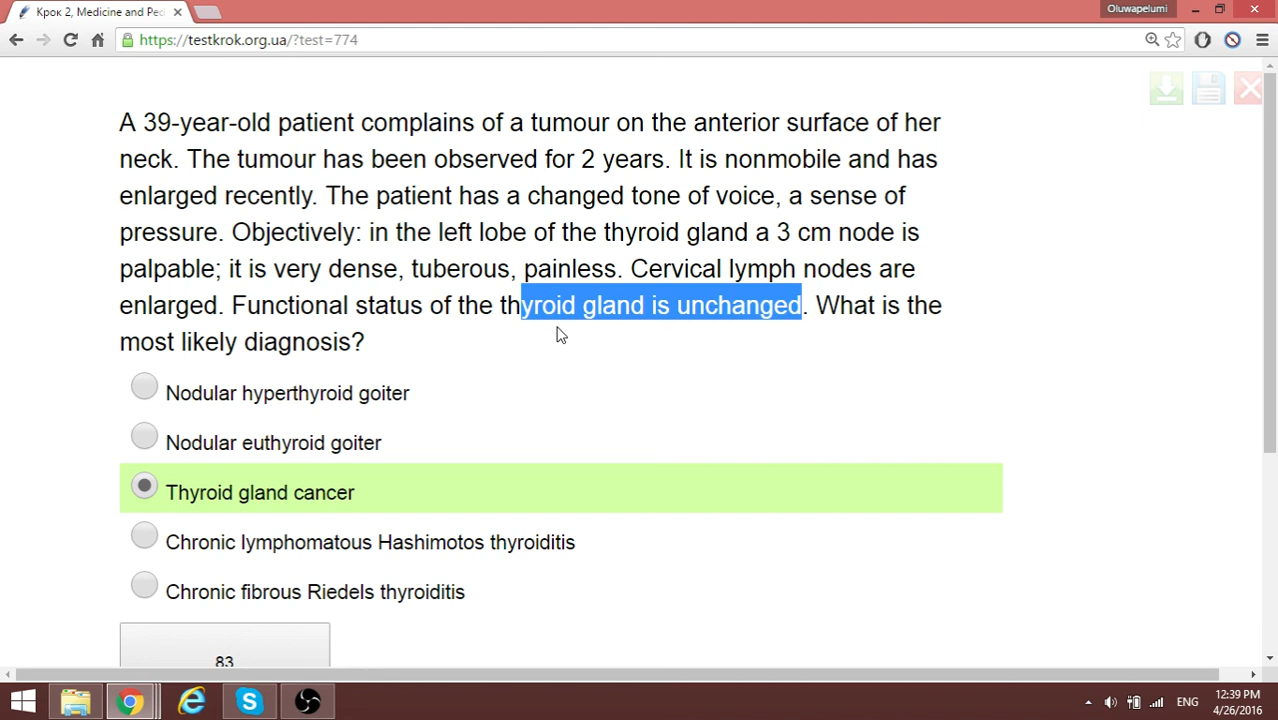 Крок 2, Medicine and Ped
Oluwapelumi
https://testkrok.org.ua/?test=774
A 39-year-old patient complains of a tumour on the anterior surface of her
neck. The tumour has been observed for 2 years. It is nonmobile and has
enlarged recently. The patient has a changed tone of voice, a sense of
pressure. Objectively: in the left lobe of the thyroid gland a 3 cm node is
palpable; it is very dense, tuberous, painless. Cervical lymph nodes are
enlarged. Functional status of the thyroid gland is unchanged. What is the
most likely diagnosis?
Nodular hyperthyroid goiter
Nodular euthyroid goiter
Thyroid gland cancer
Chronic lymphomatous Hashimotos thyroiditis
Chronic fibrous Riedels thyroiditis
83
ENG
12:39 PM
4/26/2016